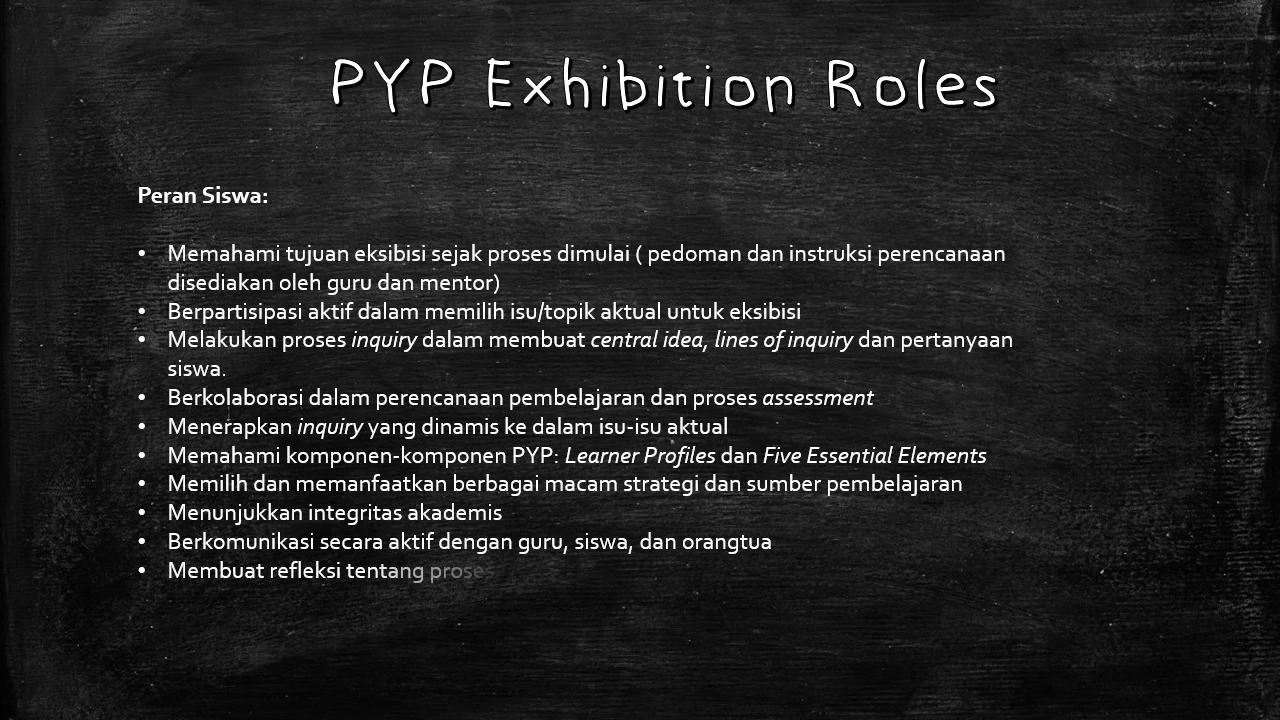 PYP Exhibition Roles
Peran Siswa:
• Memahami tujuan eksibisi sejak proses dimulai ( pedoman dan instruksi perencanaan
disediakan oleh guru dan mentor)
• Berpartisipasi aktif dalam memilih isu/topik aktual untuk eksibisi
• Melakukan proses inquiry dalam membuat central idea, lines of inquiry dan pertanyaan
siswa.
• Berkolaborasi dalam perencanaan pembelajaran dan proses assessment
• Menerapkan inquiry yang dinamis ke dalam isu-isu aktual
• Memahami komponen-komponen PYP: Learner Profiles dan Five Essential Elements
• Memilih dan memanfaatkan berbagai macam strategi dan sumber pembelajaran
• Menunjukkan integritas akademis
• Berkomunikasi secara aktif dengan guru, siswa, dan orangtua
• Membuat refleksi tentang proses